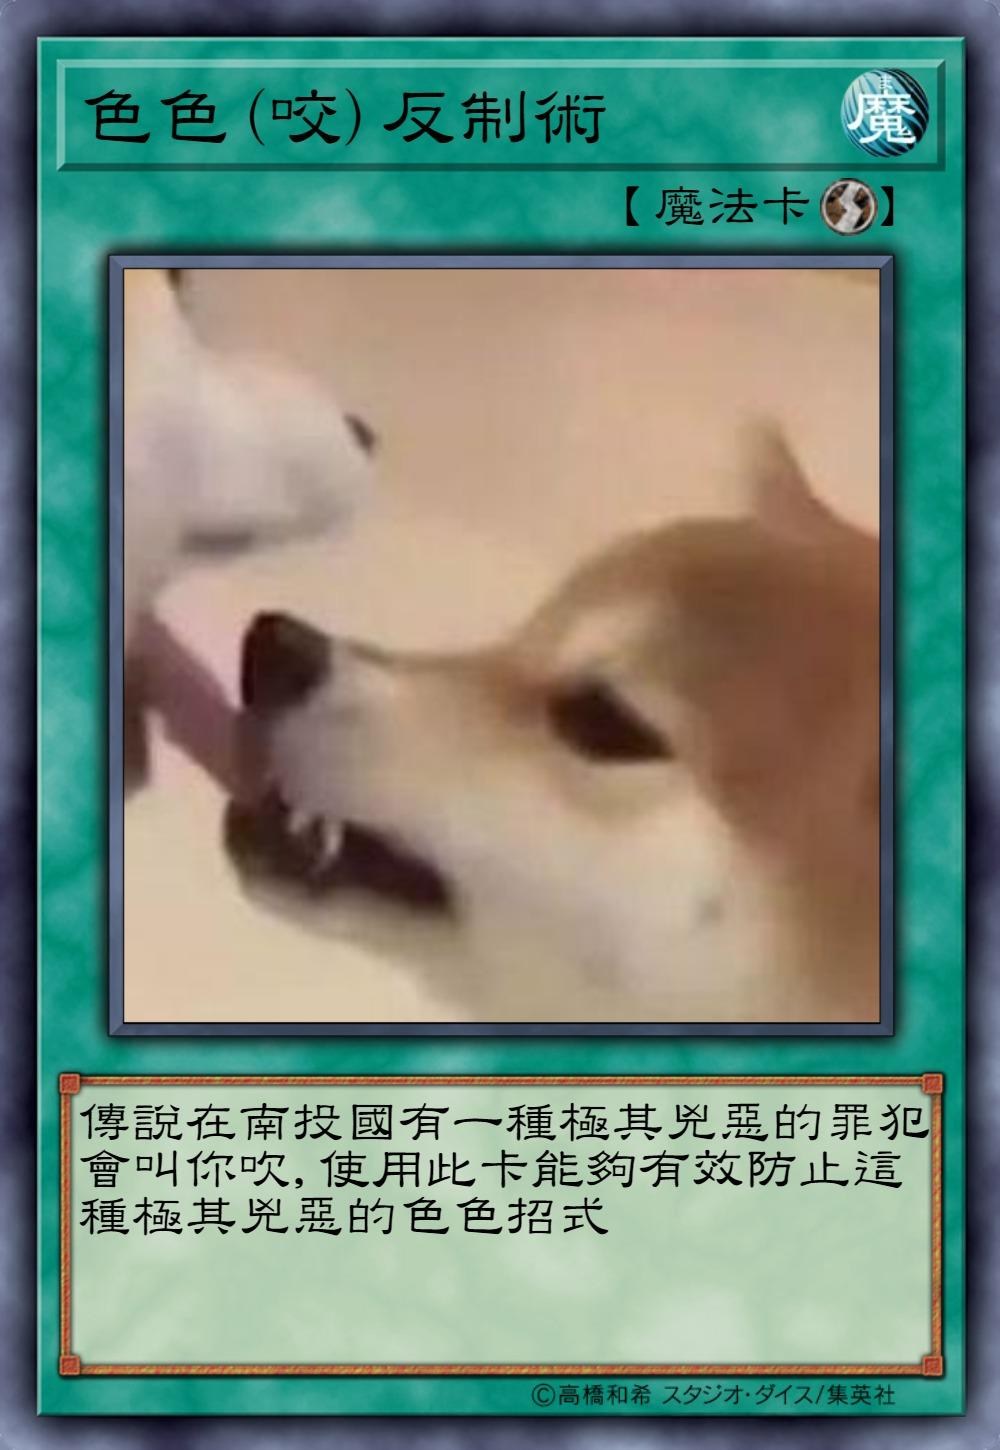 色色(咬)反制術
魔
ま
【魔法卡】
傳說在南投國有一種極其兇惡的罪犯
會叫你吹,使用此卡能夠有效防止這
種極其兇惡的色色招式
©高橋和希 スタジオ・ダイス/集英社